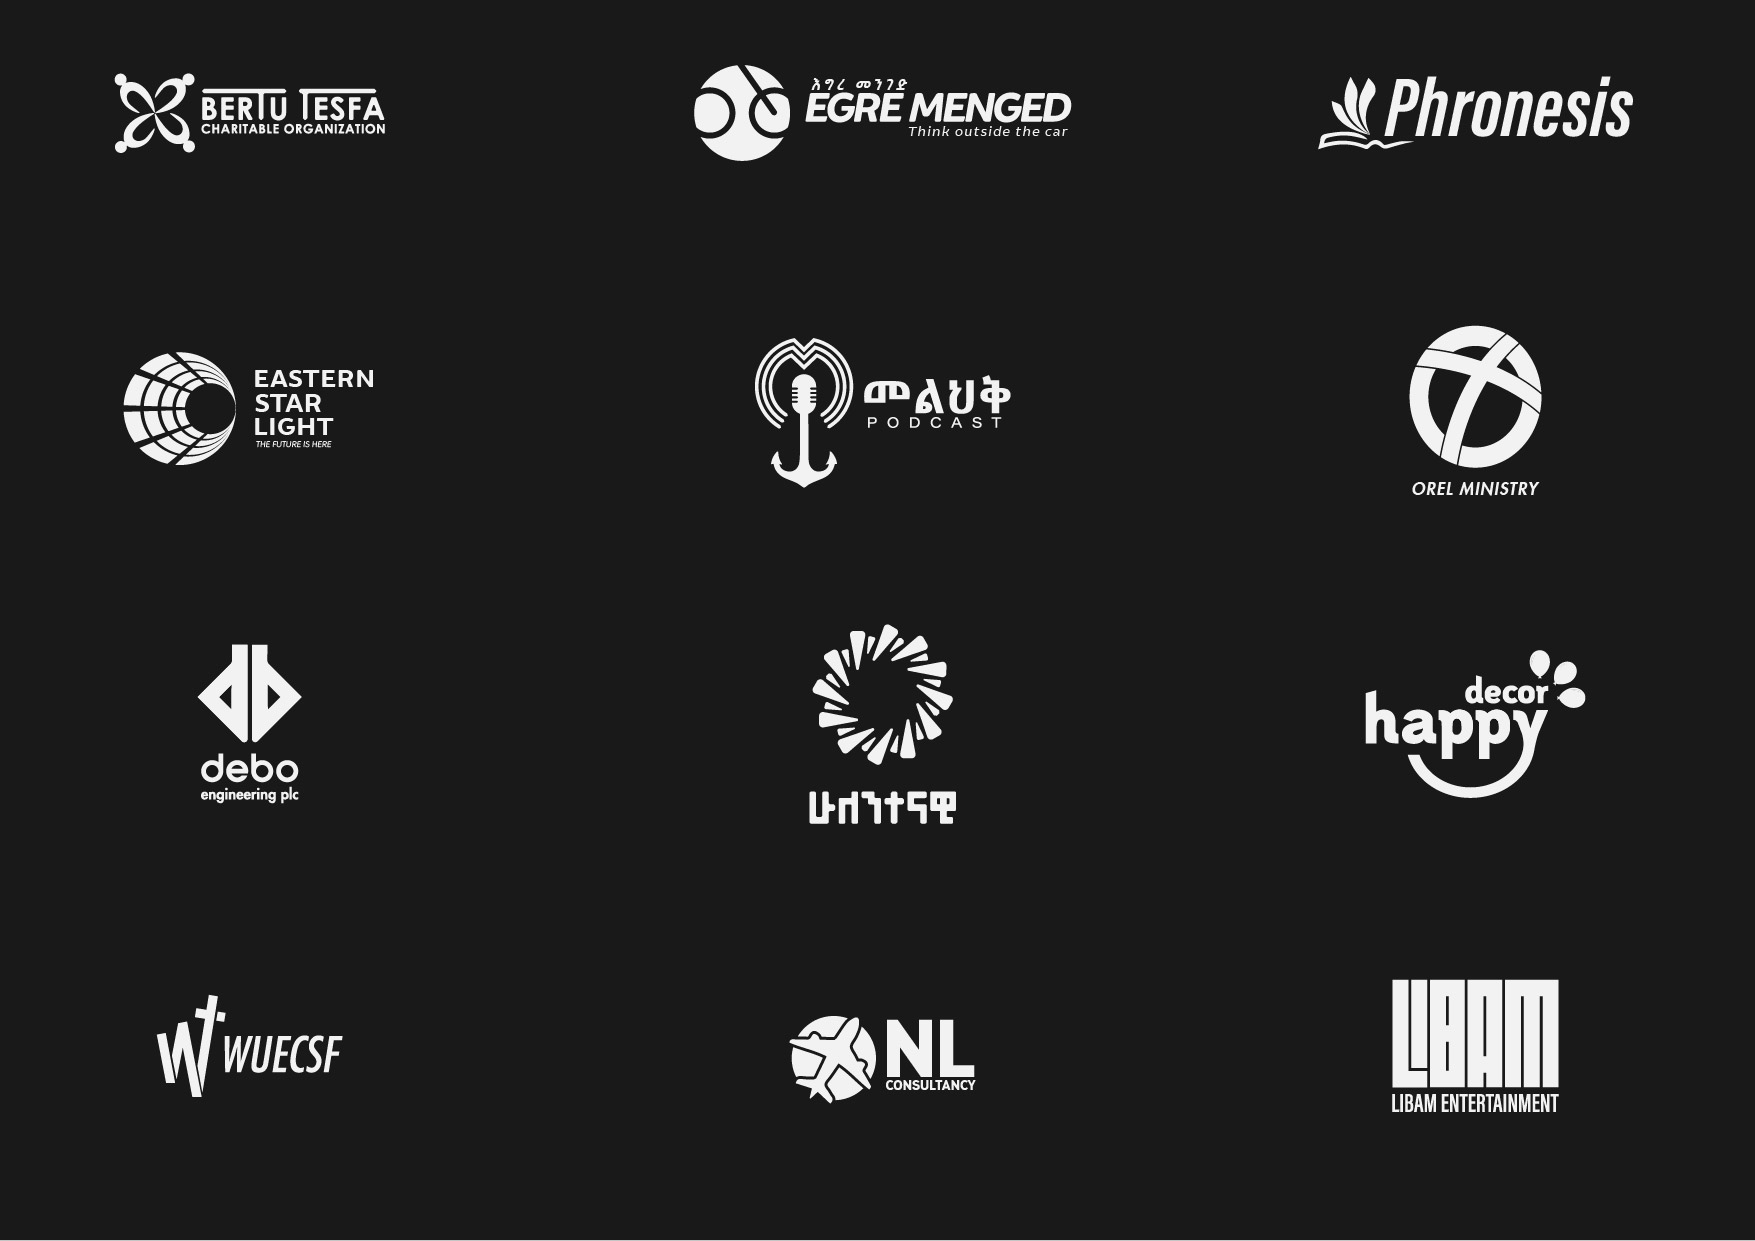 BERTU TESFA
CHARITABLE ORGANIZATION
እግረ መንገድ
EGRE MENGED
Think outside the car
Phronesis
EASTERN
STAR
LIGHT
THE FUTURE IS HERE
መልህቅ
PODCAST
OREL MINISTRY
debo
engineering plc
ሁለንተናዊ
decor
happy
WUECSF
NL
CONSULTANCY
LIBAM
LIBAM ENTERTAINMENT